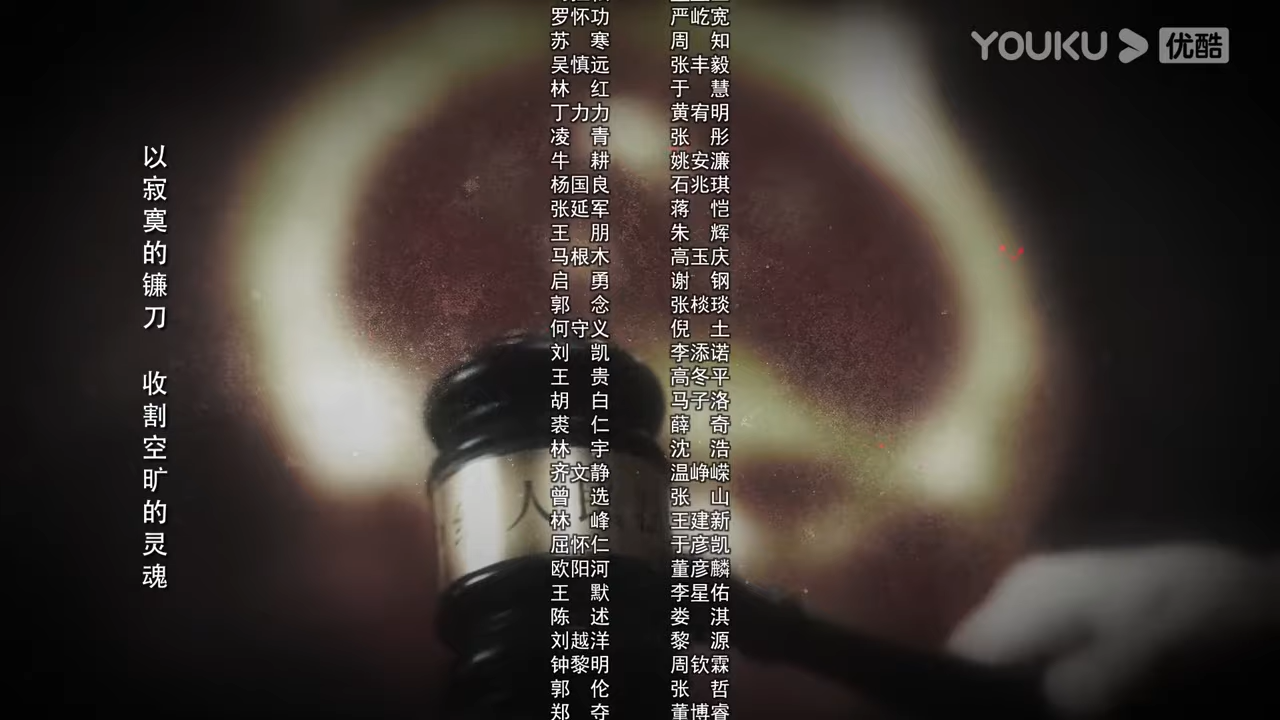 YOUKU 优酷
以寂寞的镰刀 收割空旷的灵魂
罗怀功 严屹宽
苏寒 周知
吴慎远 张丰毅
林红 于慧
丁力力 黄宥明
凌青 张彤
牛耕 姚安濂
杨国良 石兆琪
张延军 蒋恺
王朋 朱辉
马根木 高玉庆
启勇 谢钢
郭念 张棪琰
何守义 倪土
刘凯 李添诺
王贵 高冬平
胡白 马子洛
裘仁 薛奇
林宇 沈浩
齐文静 温峥嵘
曾选 张山
林峰 王建新
屈怀仁 于彦凯
欧阳河 董彦麟
王默 李星佑
陈述 娄淇
刘越洋 黎源
钟黎明 周钦霖
郭伦 张哲
郑夺 董博睿
人民